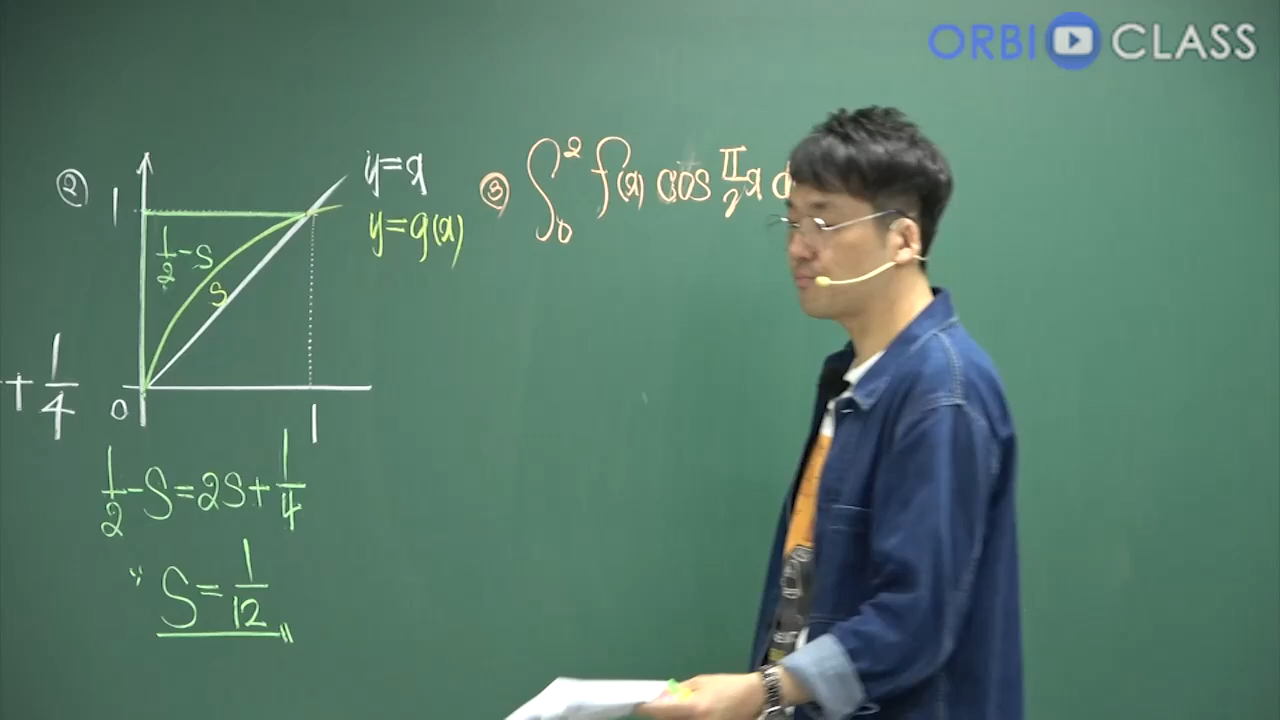 ORBI CLASS
②
1
y=x
y=g(x)
1/2-S
S
0
1
+ 1/4
1/2-S=2S+1/4
∴ S=1/12
③ ∫₀² f(x) cos π/2 x d